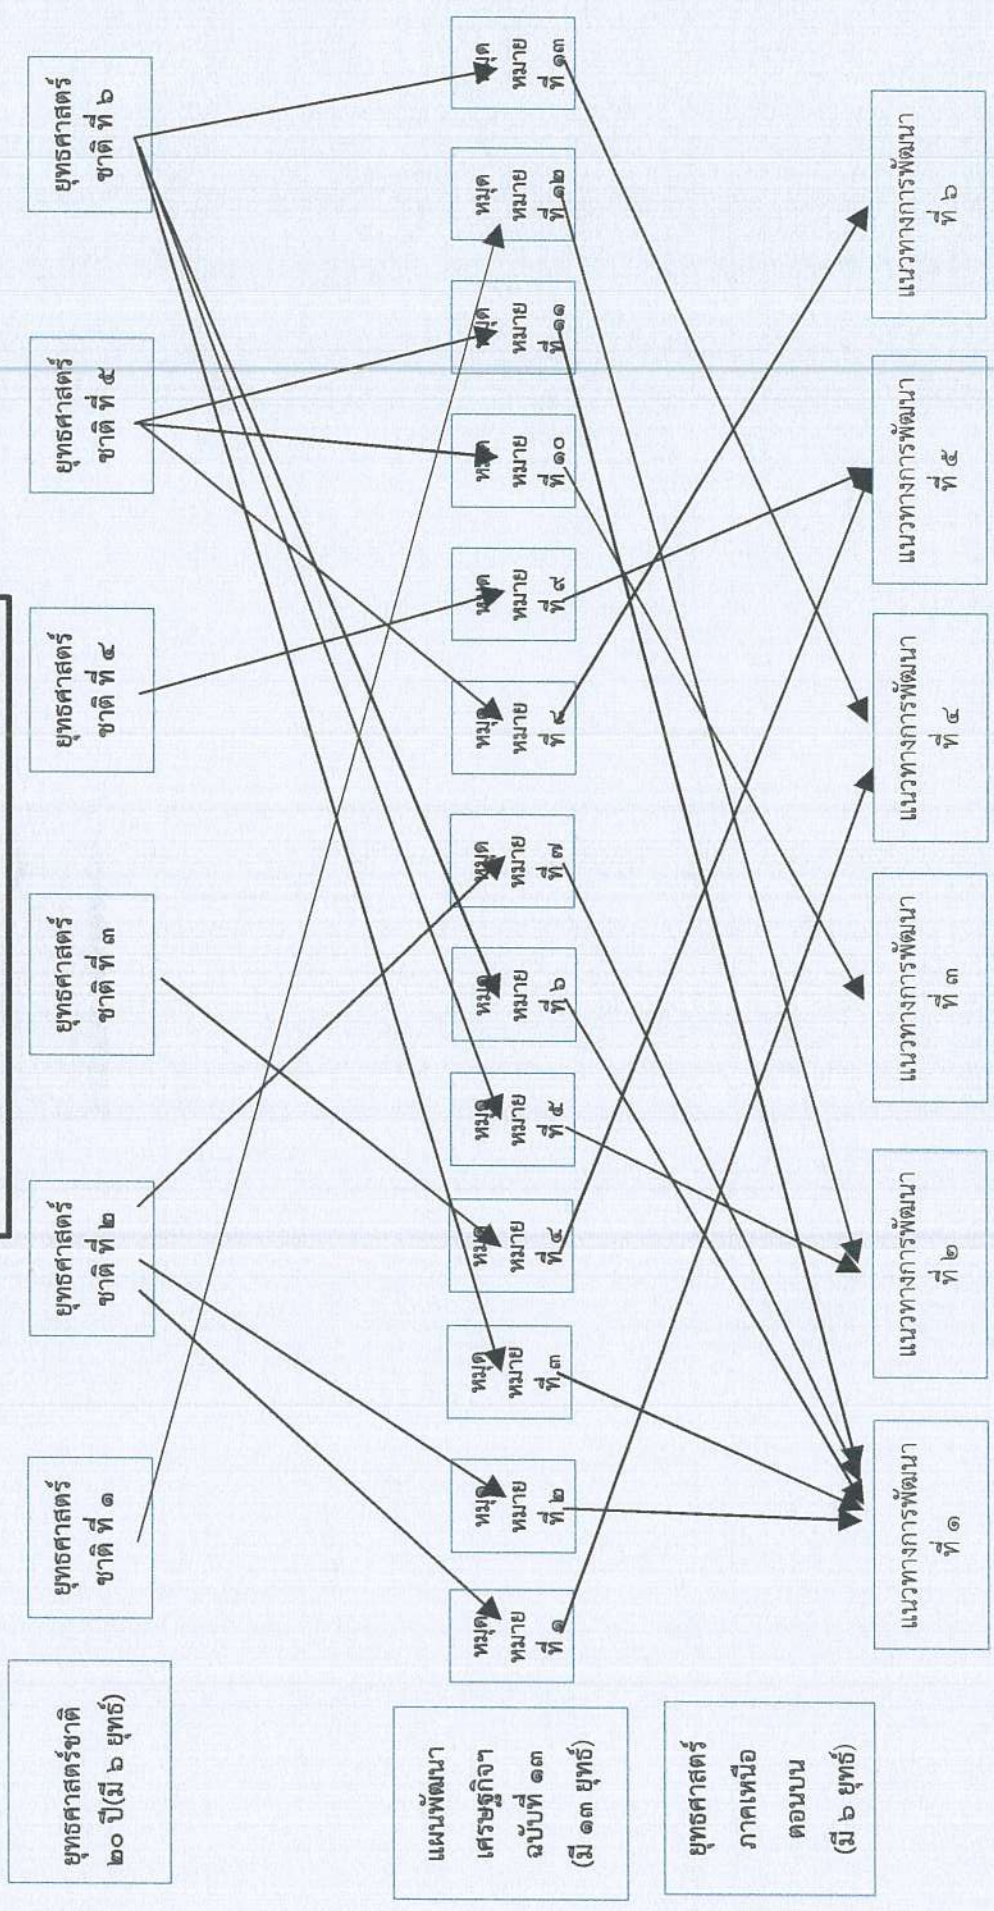 ยุทธศาสตร์ชาติ
๒๐ ปี(มี ๖ ยุทธ์)
ยุทธศาสตร์
ชาติ ที่ ๑
ยุทธศาสตร์
ชาติ ที่ ๒
ยุทธศาสตร์
ชาติ ที่ ๓
ยุทธศาสตร์
ชาติ ที่ ๔
ยุทธศาสตร์
ชาติ ที่ ๕
ยุทธศาสตร์
ชาติ ที่ ๖
แผนพัฒนา
เศรษฐกิจฯ
ฉบับที่ ๑๓
(มี ๑๓ ยุทธ์)
หมุด
หมาย
ที่ ๑
หมุด
หมาย
ที่ ๒
หมุด
หมาย
ที่ ๓
หมุด
หมาย
ที่ ๔
หมุด
หมาย
ที่ ๕
หมุด
หมาย
ที่ ๖
หมุด
หมาย
ที่ ๗
หมุด
หมาย
ที่ ๘
หมุด
หมาย
ที่ ๙
หมุด
หมาย
ที่ ๑๐
หมุด
หมาย
ที่ ๑๑
หมุด
หมาย
ที่ ๑๒
หมุด
หมาย
ที่ ๑๓
ยุทธศาสตร์
ภาคเหนือ
ตอนบน
(มี ๖ ยุทธ์)
แนวทางการพัฒนา
ที่ ๑
แนวทางการพัฒนา
ที่ ๒
แนวทางการพัฒนา
ที่ ๓
แนวทางการพัฒนา
ที่ ๔
แนวทางการพัฒนา
ที่ ๕
แนวทางการพัฒนา
ที่ ๖